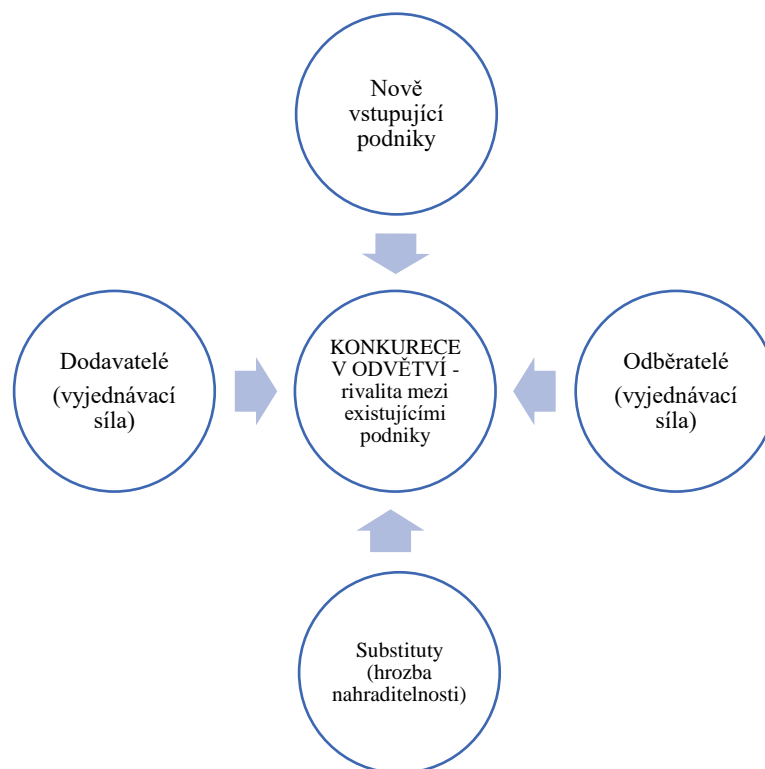 Nově
vstupující
podniky
Dodavatelé
(vyjednávací
síla)
KONKURECE
V ODVĚTVÍ -
rivalita mezi
existujícími
podniky
Odběratelé
(vyjednávací
síla)
Substituty
(hrozba
nahraditelnosti)